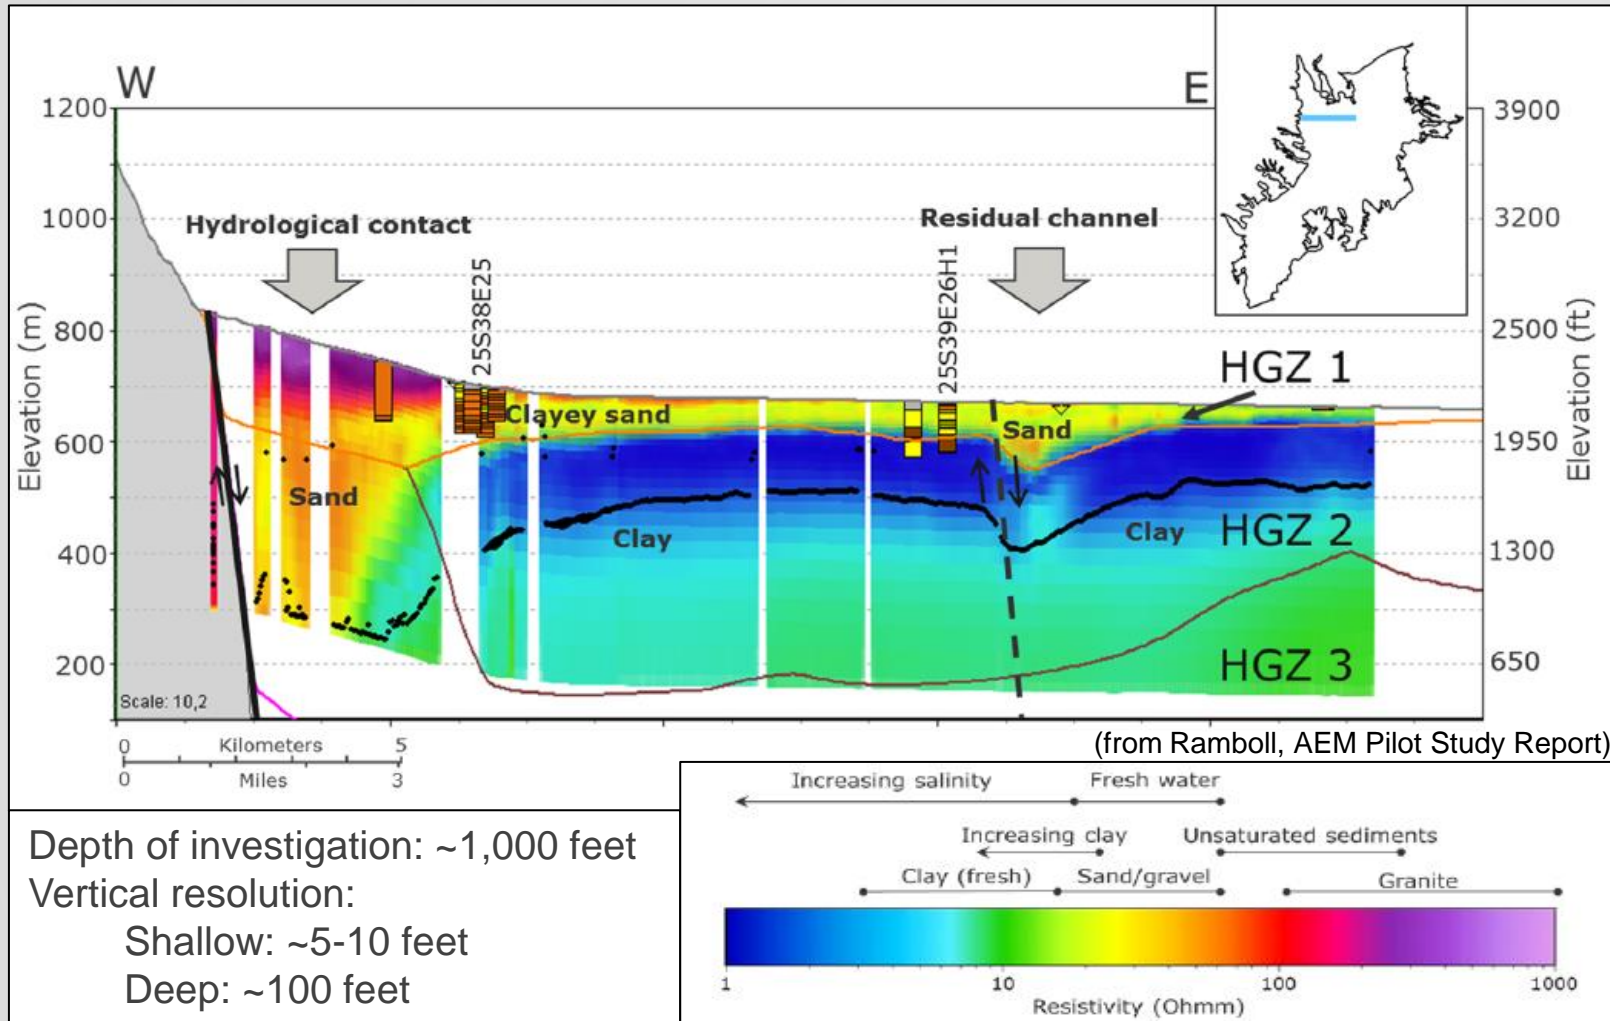 W
E
1200
1000
800
600
400
200
Elevation (m)
3900
3200
2500
1950
1300
650
Elevation (ft)
Hydrological contact
Residual channel
25S38E25
25S39E26H1
HGZ 1
Clayey sand
Sand
Sand
Clay
Clay
HGZ 2
HGZ 3
Scale: 10,2
0 Kilometers 5
0 Miles 3
(from Ramboll, AEM Pilot Study Report)
Depth of investigation: ~1,000 feet
Vertical resolution:
Shallow: ~5-10 feet
Deep: ~100 feet
Increasing salinity Fresh water
Increasing clay Unsaturated sediments
Clay (fresh) Sand/gravel Granite
1 10 100 1000
Resistivity (Ohmm)